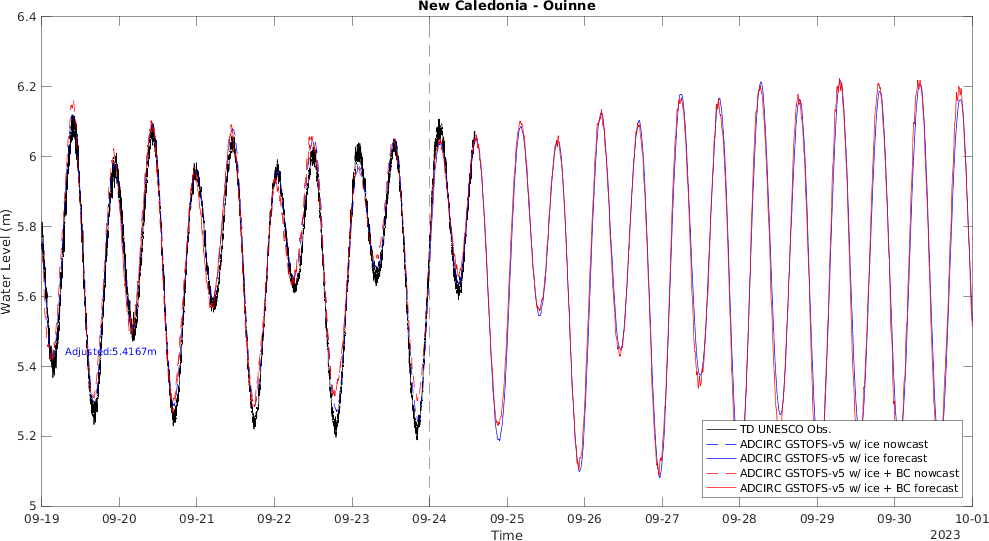 New Caledonia - Ouinne
Water Level (m)
6.4
6.2
6
5.8
5.6
5.4
5.2
5
Adjusted:5.4167m
TD UNESCO Obs.
ADCIRC GSTOFS-v5 w/ ice nowcast
ADCIRC GSTOFS-v5 w/ ice forecast
ADCIRC GSTOFS-v5 w/ ice + BC nowcast
ADCIRC GSTOFS-v5 w/ ice + BC forecast
09-19 09-20 09-21 09-22 09-23 09-24 09-25 09-26 09-27 09-28 09-29 09-30 10-01
Time
2023